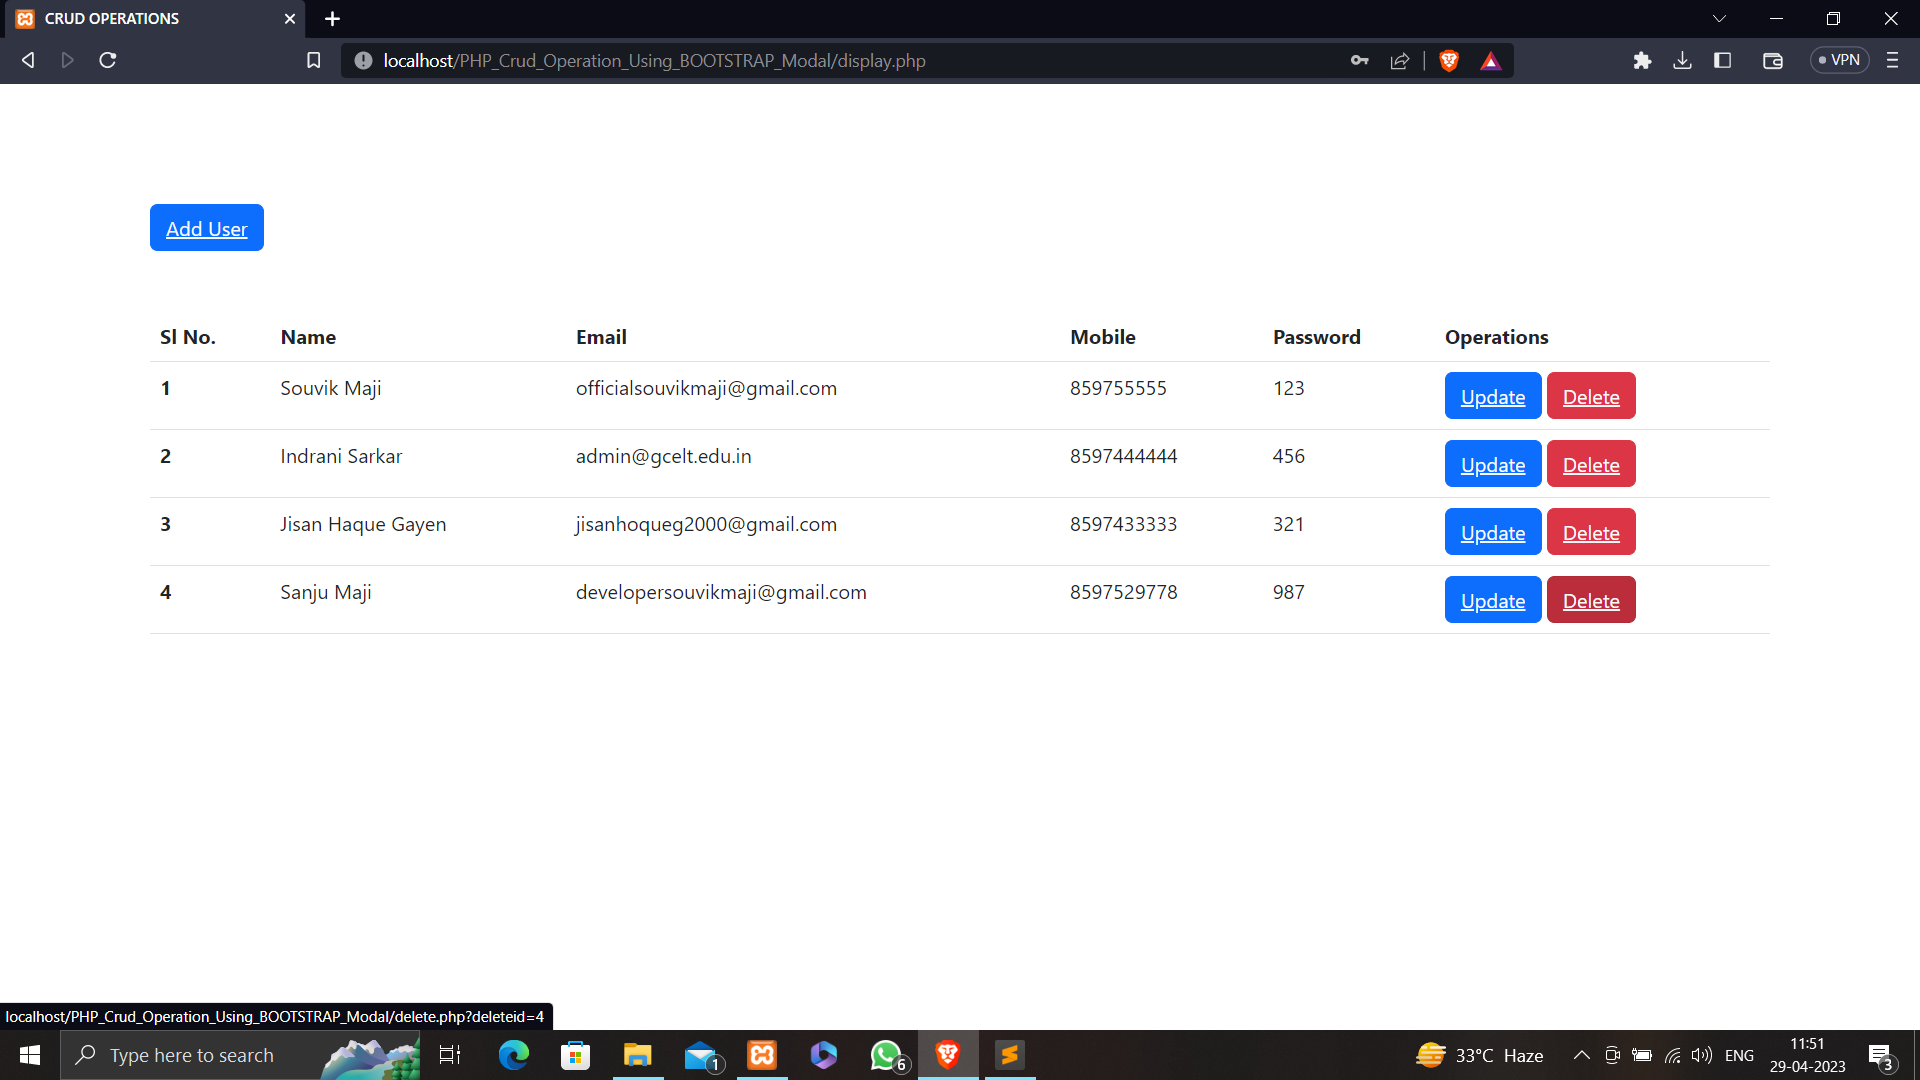 CRUD OPERATIONS
localhost/PHP_Crud_Operation_Using_BOOTSTRAP_Modal/display.php
VPN
Add User
Sl No. Name Email Mobile Password Operations
1 Souvik Maji officialsouvikmaji@gmail.com 859755555 123 Update Delete
2 Indrani Sarkar admin@gcelt.edu.in 8597444444 456 Update Delete
3 Jisan Haque Gayen jisanhoqueg2000@gmail.com 8597433333 321 Update Delete
4 Sanju Maji developersouvikmaji@gmail.com 8597529778 987 Update Delete
localhost/PHP_Crud_Operation_Using_BOOTSTRAP_Modal/delete.php?deleteid=4
Type here to search 1 6 33°C Haze ENG 11:51
29-04-2023 3